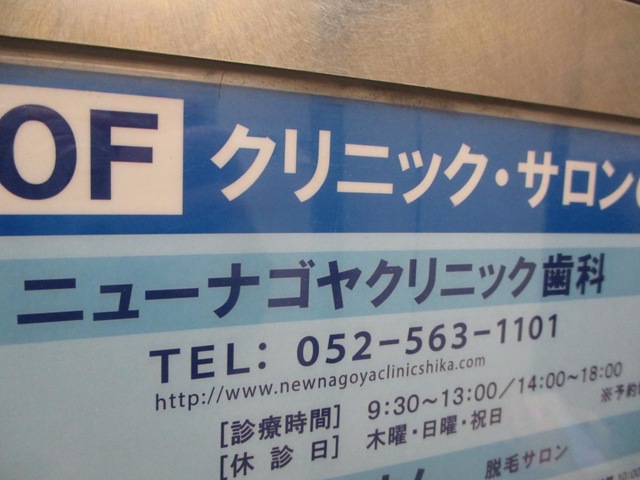 0F クリニック・サロン
ニューナゴヤクリニック歯科
TEL: 052-563-1101
http://www.newnagoyaclinicshika.com
[診療時間] 9:30～13:00／14:00～18:00
※予約
[休診日] 木曜・日曜・祝日
脱毛サロン